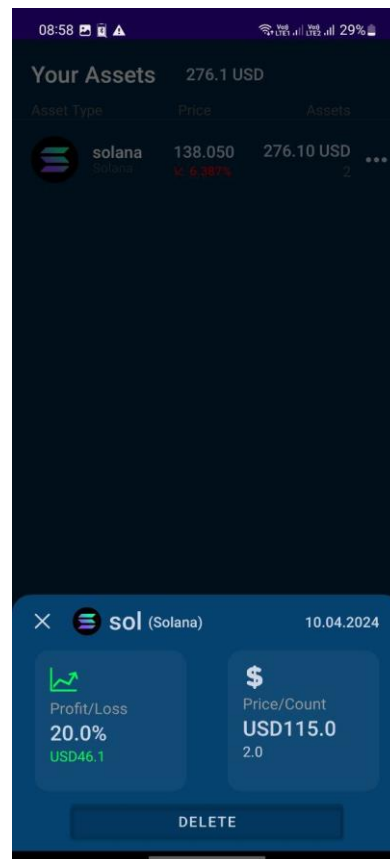 08:58 29%
Your Assets 276.1 USD
Asset Type Price Assets
solana 138.050 276.10 USD
Solana 6.387% 2
sol (Solana) 10.04.2024
Profit/Loss
20.0%
USD46.1
Price/Count
USD115.0
2.0
DELETE